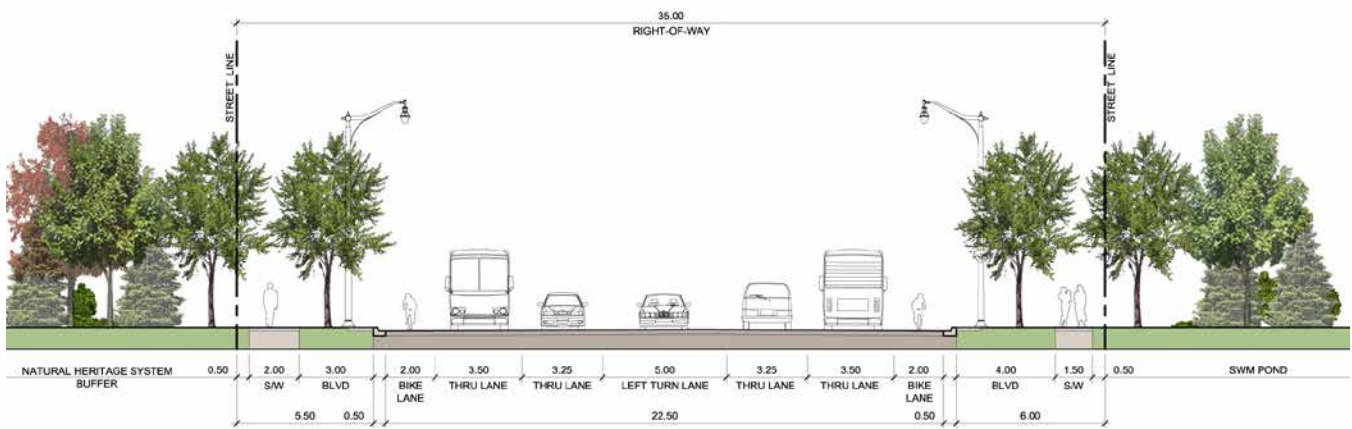 35.00
RIGHT-OF-WAY
STREET LINE
STREET LINE
NATURAL HERITAGE SYSTEM
BUFFER
0.50
2.00
S/W
3.00
BLVD
2.00
BIKE
LANE
3.50
THRU LANE
3.25
THRU LANE
5.00
LEFT TURN LANE
3.25
THRU LANE
3.50
THRU LANE
2.00
BIKE
LANE
4.00
BLVD
1.50
S/W
0.50
SWM POND
5.50
0.50
22.50
0.50
6.00